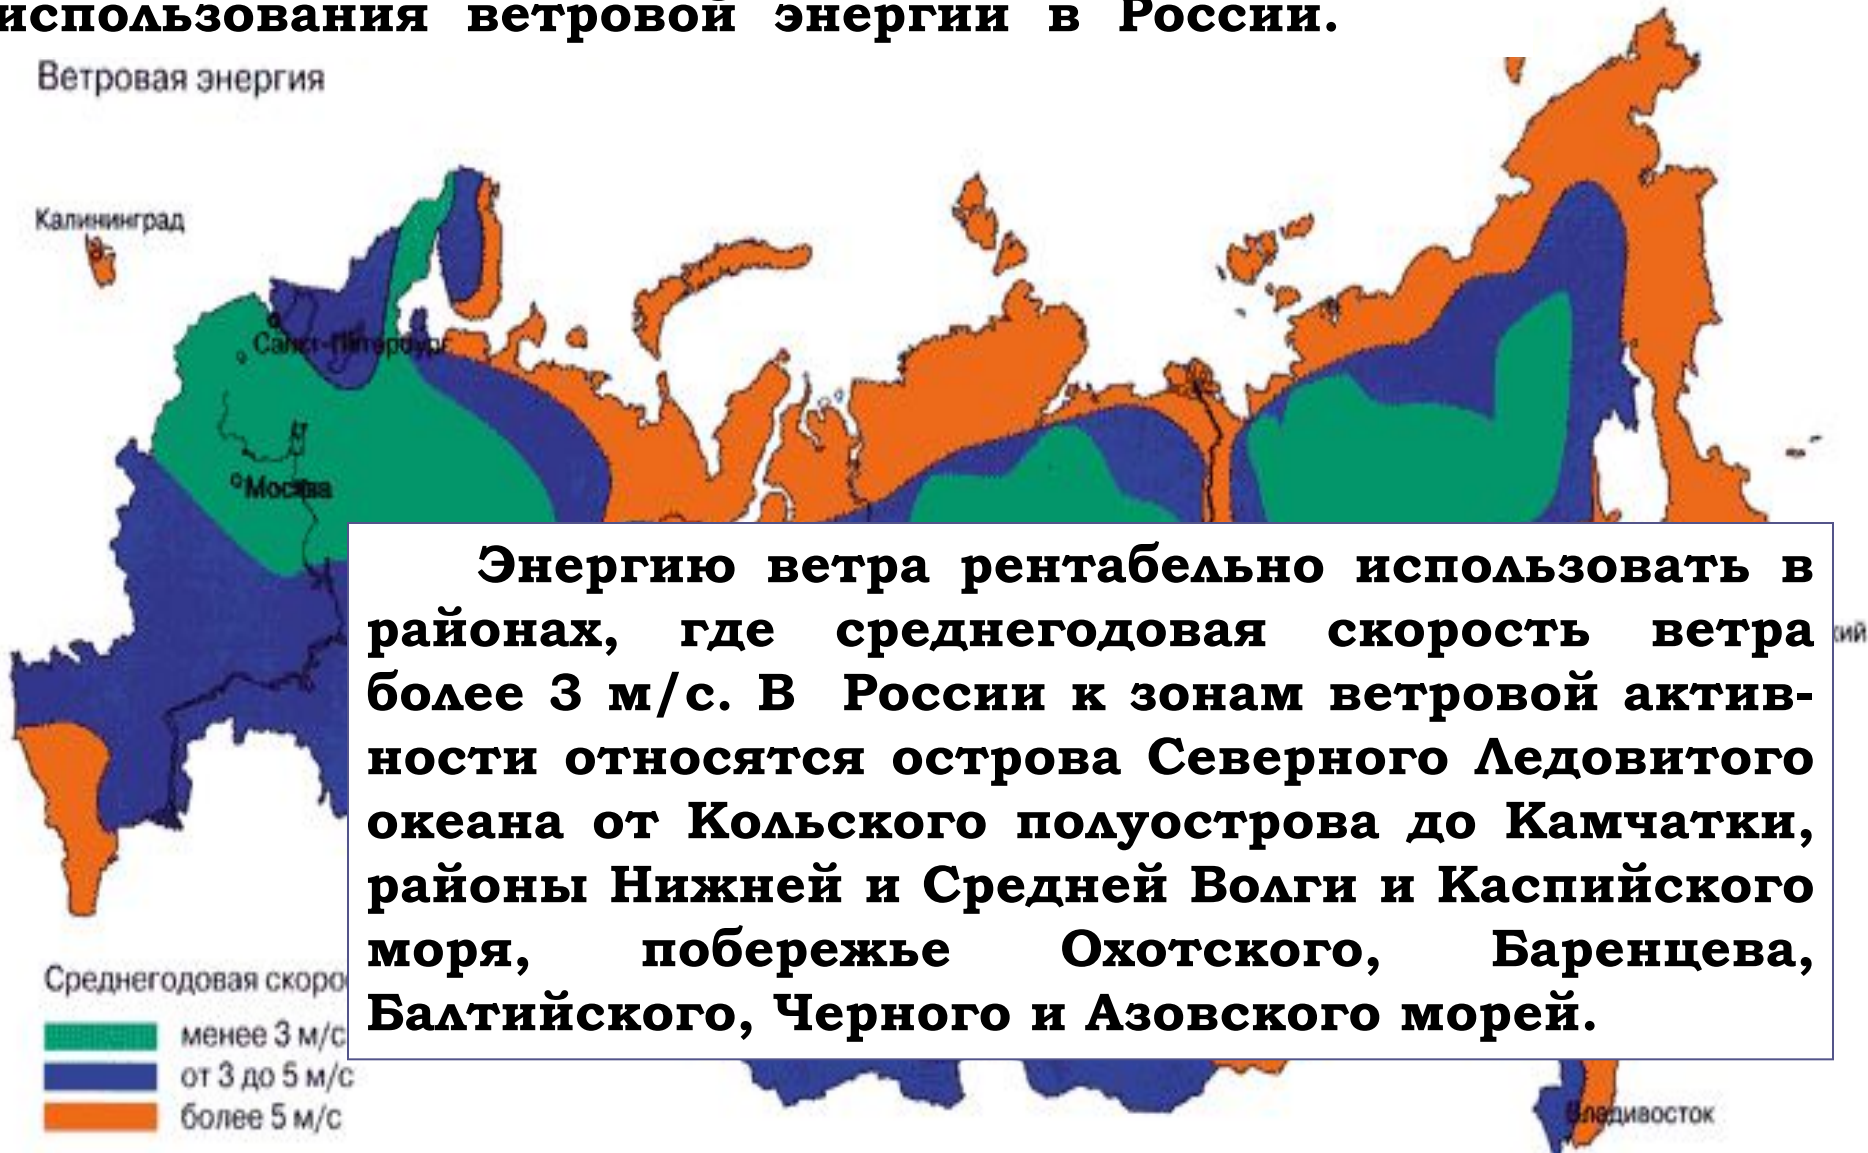 использования ветровой энергии в России.
Ветровая энергия
Калининград
Санкт-Петербург
Москва
Энергию ветра рентабельно использовать в
районах, где среднегодовая скорость ветра
более 3 м/с. В России к зонам ветровой актив-
ности относятся острова Северного Ледовитого
океана от Кольского полуострова до Камчатки,
районы Нижней и Средней Волги и Каспийского
моря, побережье Охотского, Баренцева,
Балтийского, Черного и Азовского морей.
кий
Среднегодовая скоро
менее 3 м/с
от 3 до 5 м/с
более 5 м/с
Владивосток